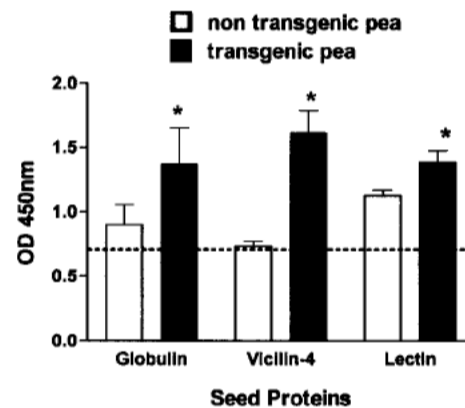 non transgenic pea
transgenic pea
2.0
1.5
1.0
0.5
0.0
OD 450nm
* * *
Globulin Vicilin-4 Lectin
Seed Proteins